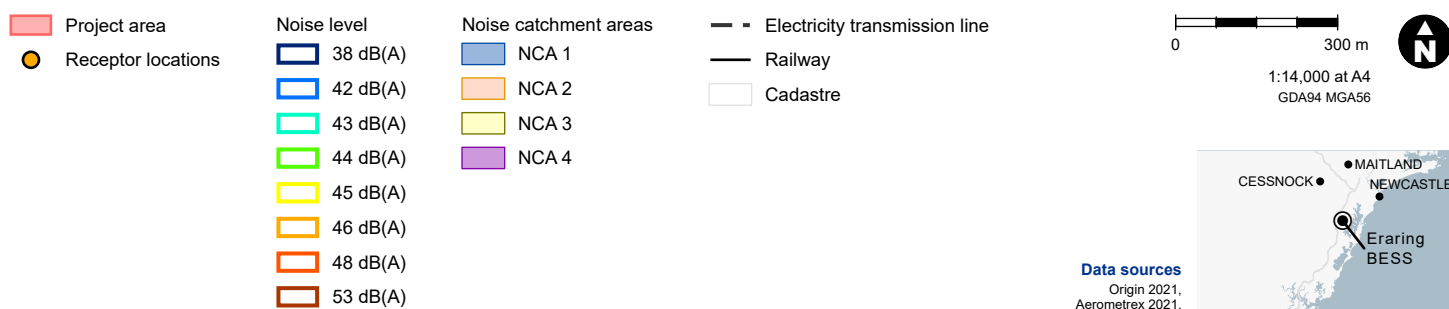 Project area
Receptor locations
Noise level
38 dB(A)
42 dB(A)
43 dB(A)
44 dB(A)
45 dB(A)
46 dB(A)
48 dB(A)
53 dB(A)
Noise catchment areas
NCA 1
NCA 2
NCA 3
NCA 4
Electricity transmission line
Railway
Cadastre
0 300 m
1:14,000 at A4
GDA94 MGA56
N
MAITLAND
CESSNOCK
NEWCASTLE
Eraring
BESS
Data sources
Origin 2021,
Aerometrex 2021,